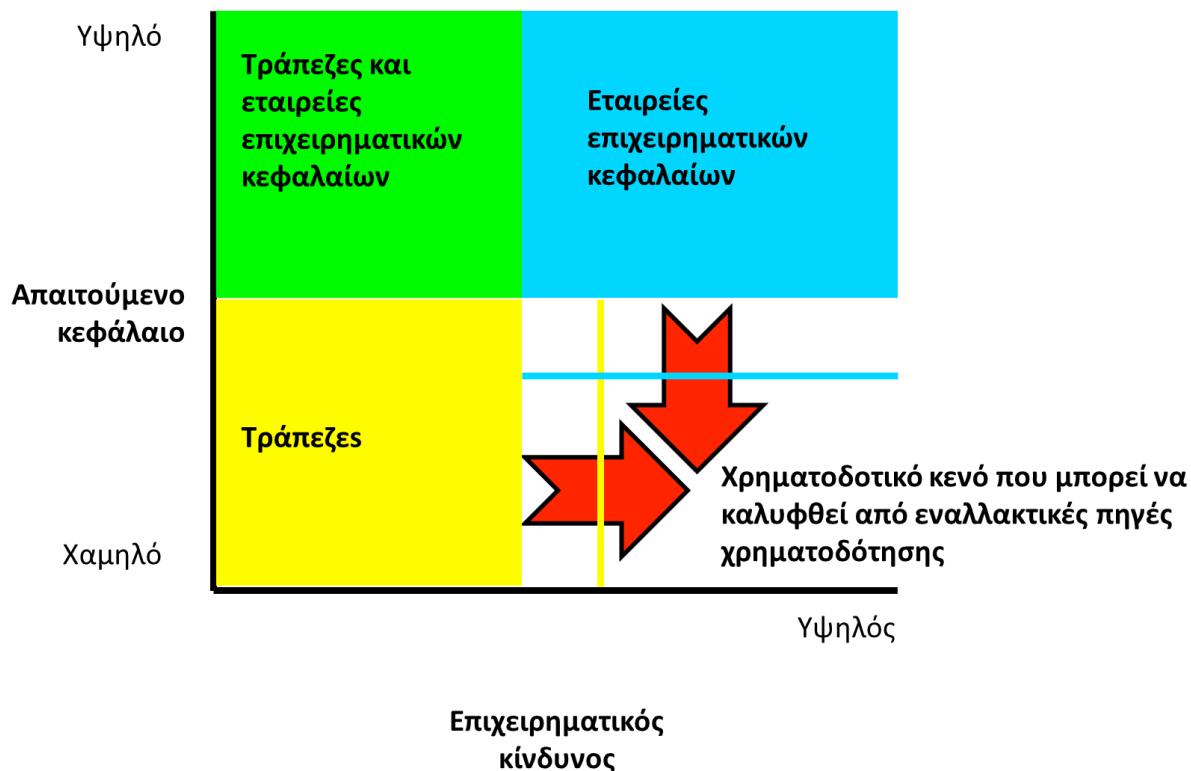 Υψηλό
Τράπεζες και
εταιρείες
επιχειρηματικών
κεφαλαίων
Εταιρείες
επιχειρηματικών
κεφαλαίων
Απαιτούμενο
κεφάλαιο
Τράπεζεs
Χρηματοδοτικό κενό που μπορεί να
καλυφθεί από εναλλακτικές πηγές
χρηματοδότησης
Χαμηλό
Υψηλός
Επιχειρηματικός
κίνδυνος